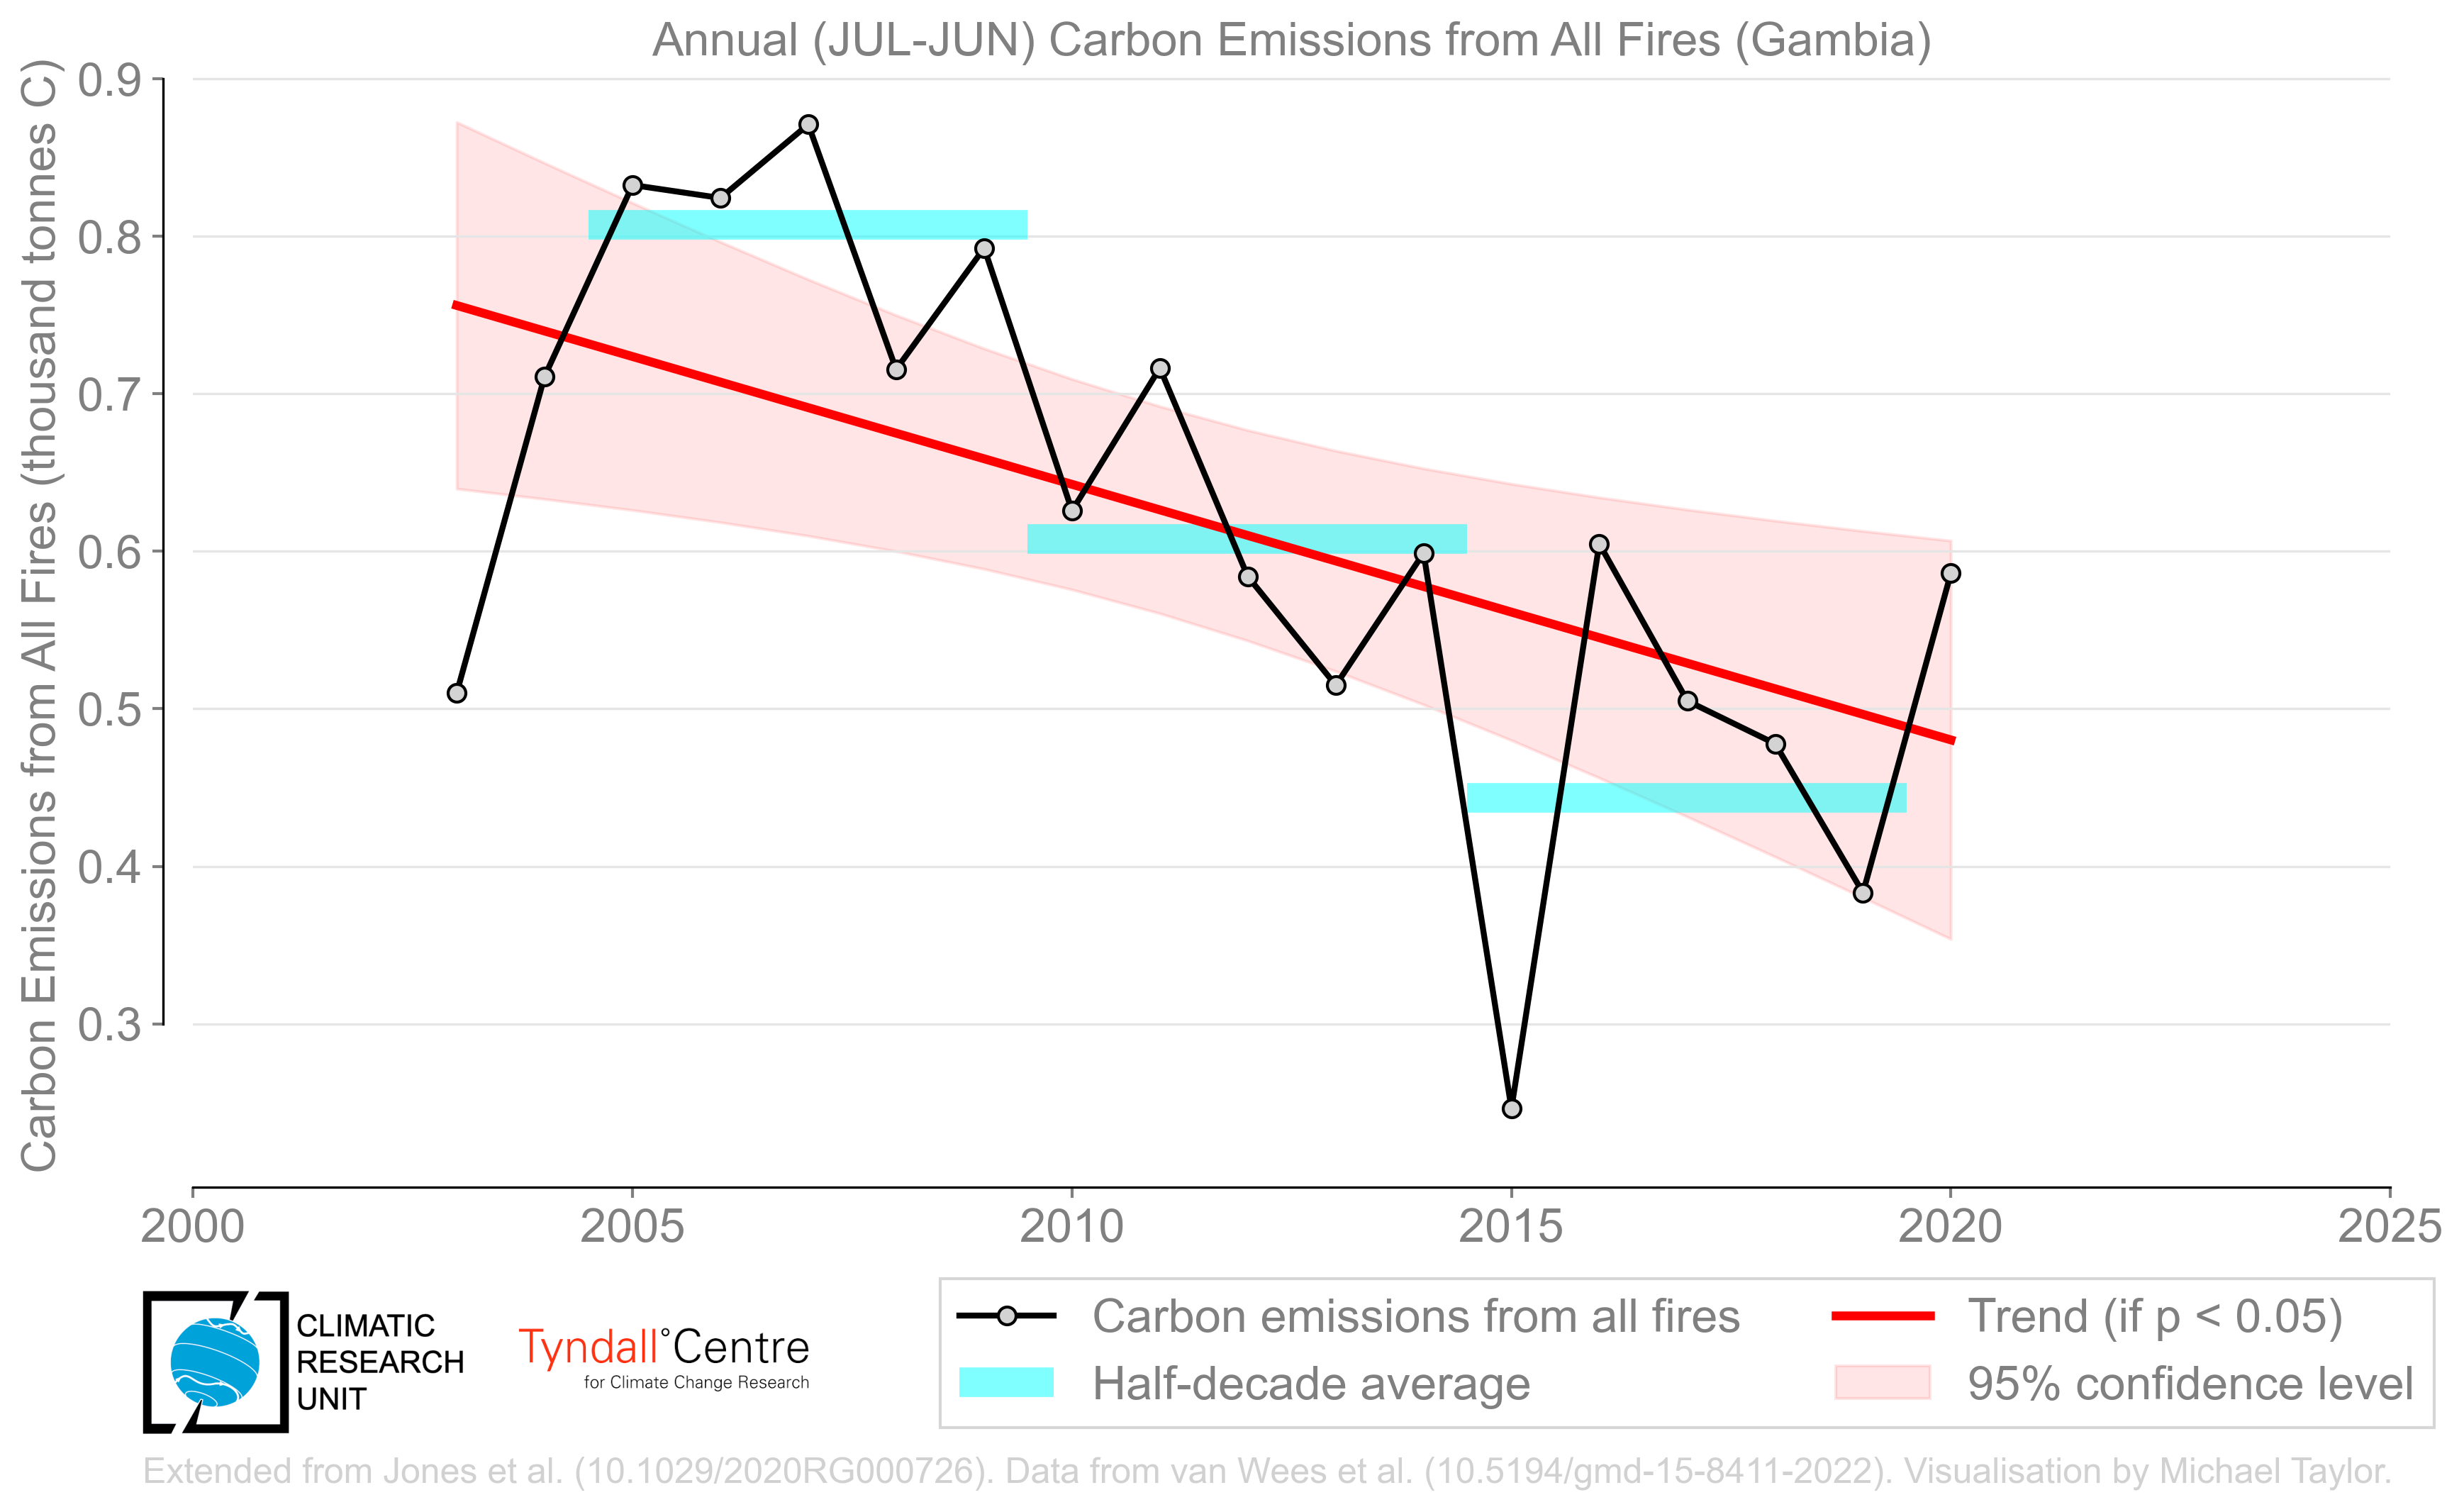 Annual (JUL-JUN) Carbon Emissions from All Fires (Gambia)
Carbon Emissions from All Fires (thousand tonnes C)
0.9
0.8
0.7
0.6
0.5
0.4
0.3
2000 2005 2010 2015 2020 2025
CLIMATIC
RESEARCH
UNIT
Tyndall°Centre
for Climate Change Research
Carbon emissions from all fires
Half-decade average
Trend (if p < 0.05)
95% confidence level
Extended from Jones et al. (10.1029/2020RG000726). Data from van Wees et al. (10.5194/gmd-15-8411-2022). Visualisation by Michael Taylor.